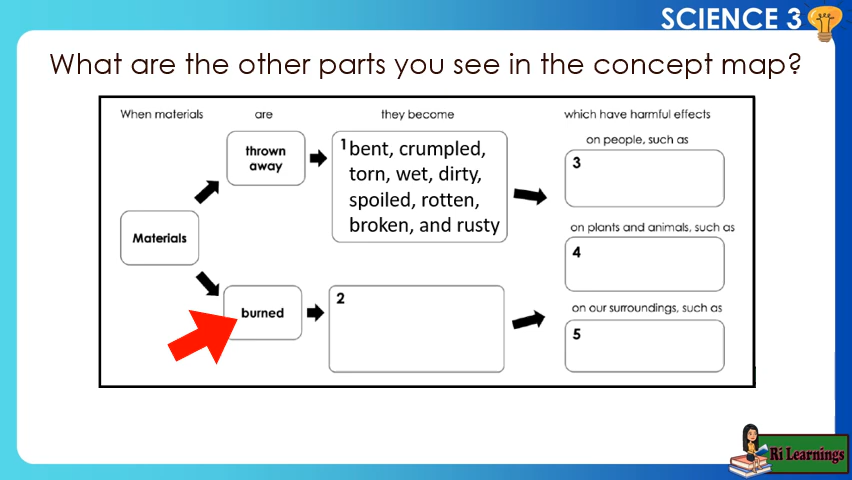 SCIENCE 3
What are the other parts you see in the concept map?
When materials are they become which have harmful effects
thrown
away
1 bent, crumpled,
torn, wet, dirty,
spoiled, rotten,
broken, and rusty
on people, such as
3
Materials
on plants and animals, such as
4
burned
2
on our surroundings, such as
5
Ri Learnings